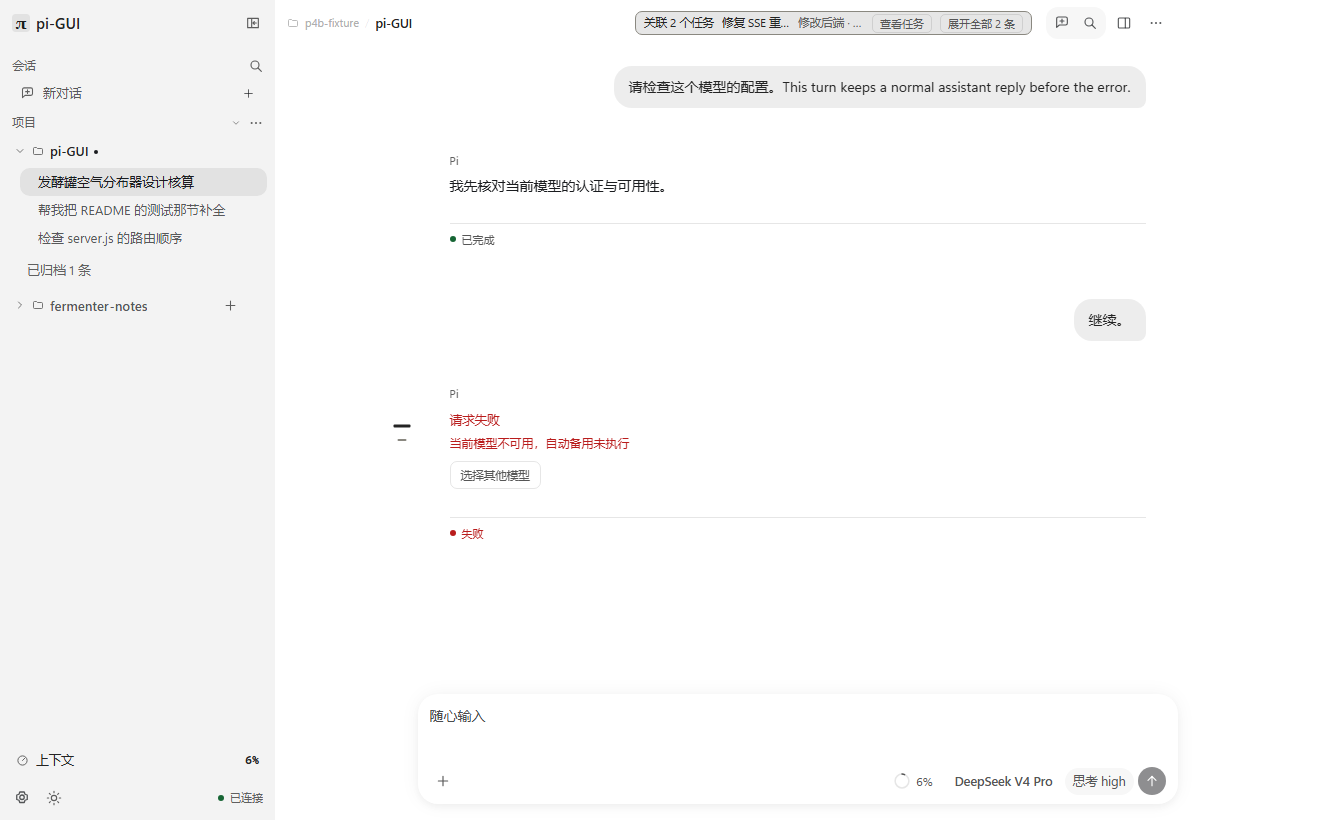 π pi-GUI
会话
新对话
项目
pi-GUI
发酵罐空气分布器设计核算
帮我把 README 的测试那节补全
检查 server.js 的路由顺序
已归档 1 条
fermenter-notes
上下文 6%
已连接
p4b-fixture / pi-GUI
关联 2 个任务 修复 SSE 重... 修改后端 · ... 查看任务 展开全部 2 条
请检查这个模型的配置。This turn keeps a normal assistant reply before the error.
Pi
我先核对当前模型的认证与可用性。
已完成
继续。
Pi
请求失败
当前模型不可用，自动备用未执行
选择其他模型
失败
随心输入
6% DeepSeek V4 Pro 思考 high